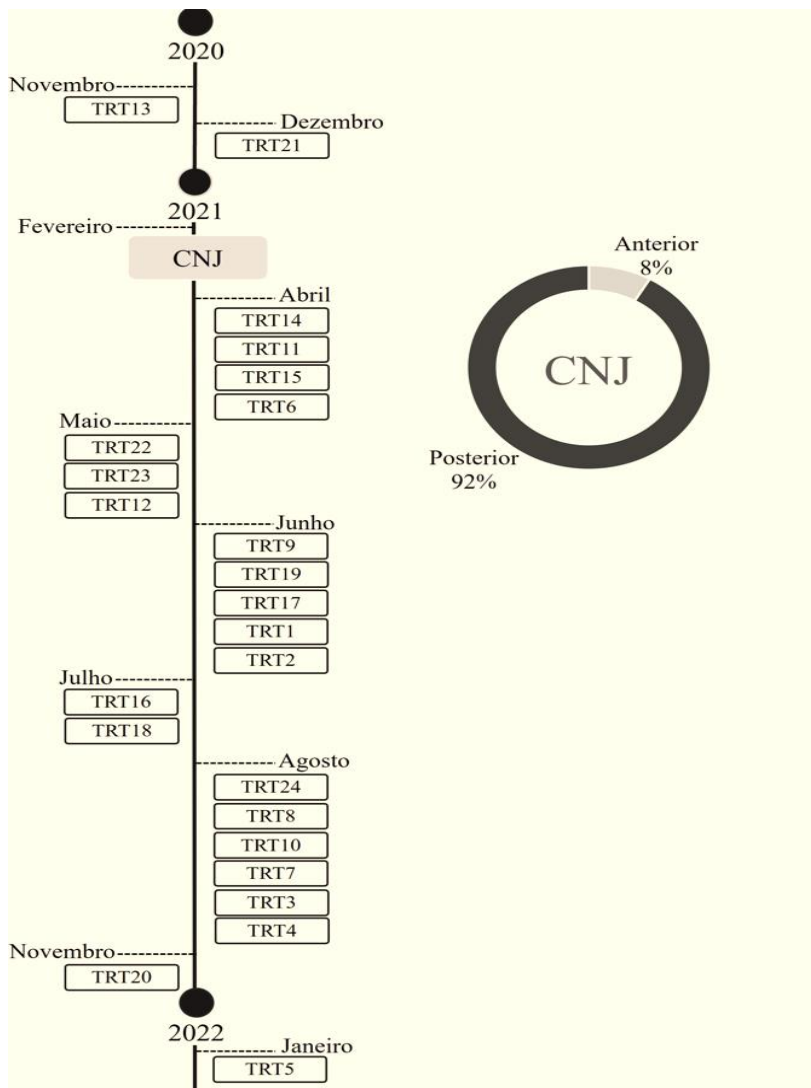 2020
Novembro
TRT13
Dezembro
TRT21
2021
Fevereiro
CNJ
Abril
TRT14
TRT11
TRT15
TRT6
Maio
TRT22
TRT23
TRT12
Junho
TRT9
TRT19
TRT17
TRT1
TRT2
Julho
TRT16
TRT18
Agosto
TRT24
TRT8
TRT10
TRT7
TRT3
TRT4
Novembro
TRT20
2022
Janeiro
TRT5
Anterior
8%
CNJ
Posterior
92%